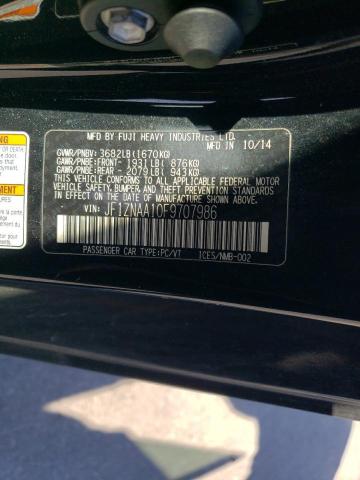 MFD BY FUJI HEAVY INDUSTRIES LTD.
MADE IN 10/14
GVWR/PNBV: 3682LB(1670KG)
GAWR/PNBE:FRONT- 1931LB( 876KG)
GAWR/PNBE:REAR - 2079LB( 943KG)
THIS VEHICLE CONFORMS TO ALL APPLICABLE
FEDERAL MOTOR VEHICLE SAFETY, BUMPER, AND THEFT PREVENTION STANDARDS
IN EFFECT ON THE DATE OF MANUFACTURE SHOWN ABOVE.
VIN: JF1ZNAA10F9707986
PASSENGER CAR TYPE:PC/VT ICES/NMB-002
OR DEATH